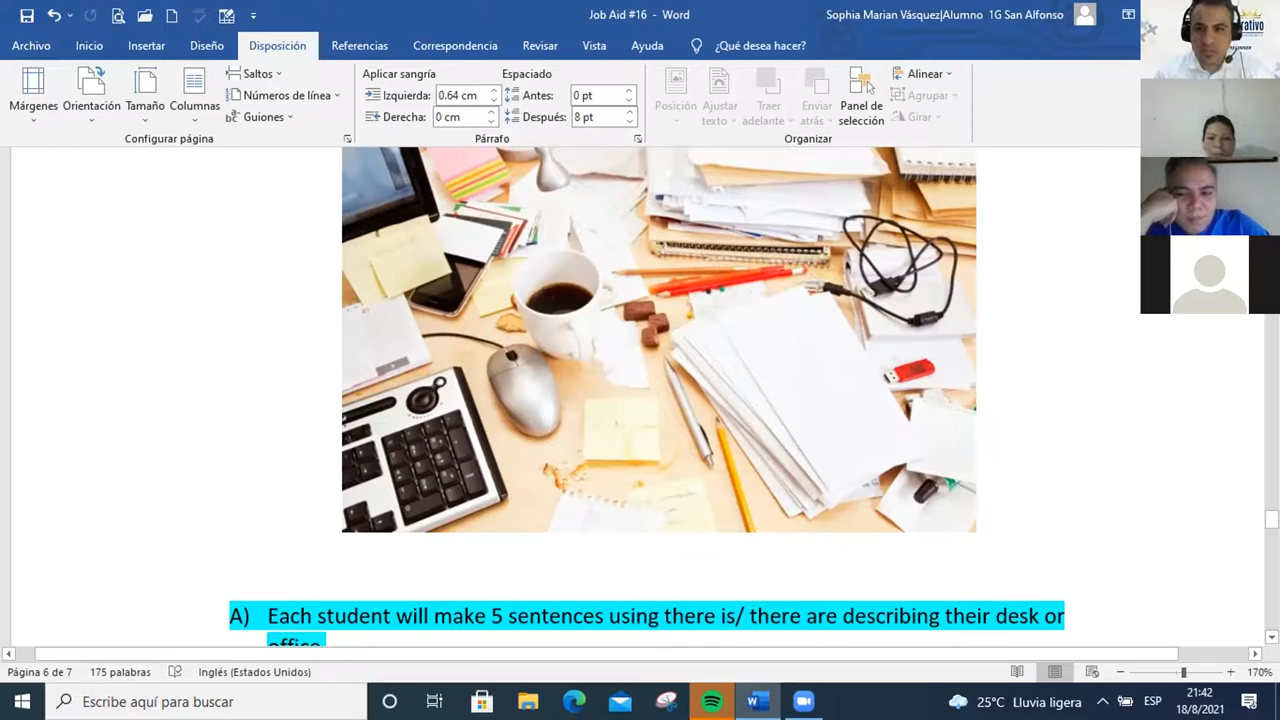 Job Aid #16 - Word
Sophia Marian Vásquez|Alumno 1G San Alfonso
Archivo Inicio Insertar Diseño Disposición Referencias Correspondencia Revisar Vista Ayuda ¿Qué desea hacer?
Márgenes
Orientación
Tamaño
Columnas
Saltos
Números de línea
Guiones
Configurar página
Aplicar sangría
Izquierda: 0.64 cm
Derecha: 0 cm
Espaciado
Antes: 0 pt
Después: 8 pt
Párrafo
Posición
Ajustar
texto
Traer
adelante
Enviar
atrás
Panel de
selección
Alinear
Agrupar
Girar
Organizar
A) Each student will make 5 sentences using there is/ there are describing their desk or
office.
Página 6 de 7 175 palabras Inglés (Estados Unidos) 170%
Escribe aquí para buscar
25°C Lluvia ligera
ESP
21:42
18/8/2021